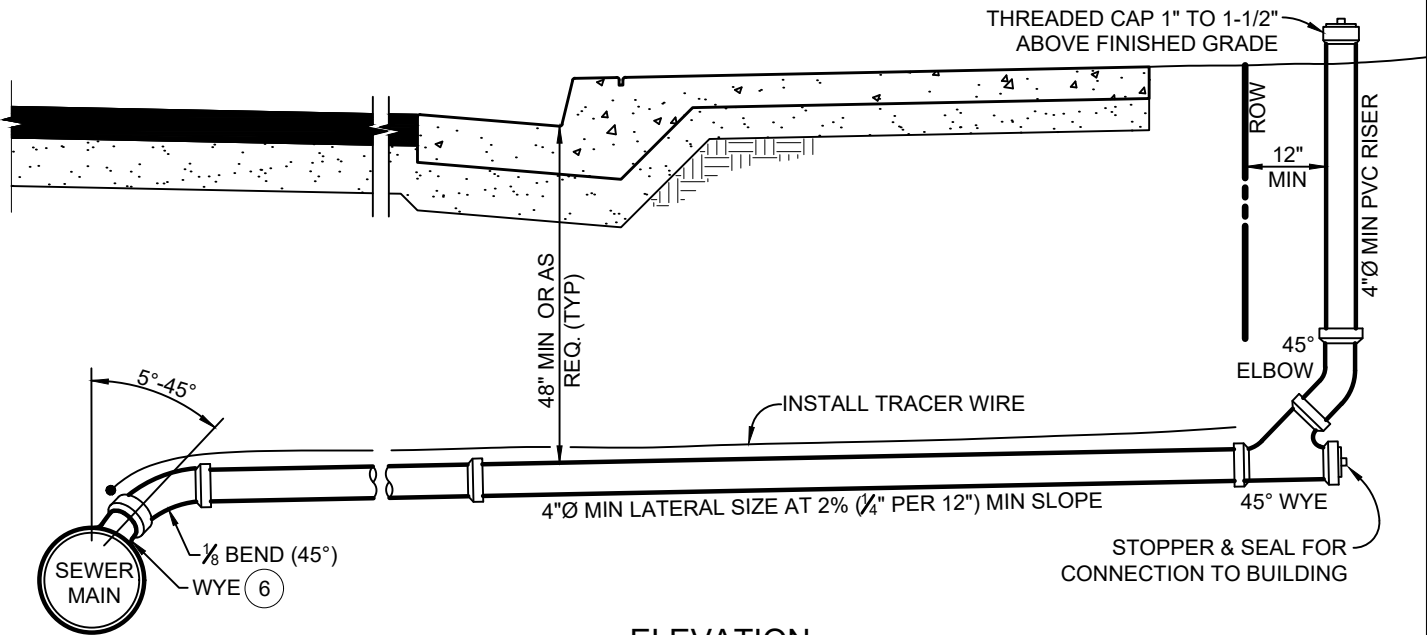 THREADED CAP 1" TO 1-1/2"
ABOVE FINISHED GRADE
ROW
12"
MIN
4"Ø MIN PVC RISER
48" MIN OR AS
REQ. (TYP)
45°
ELBOW
5°-45°
INSTALL TRACER WIRE
4"Ø MIN LATERAL SIZE AT 2% (1/4" PER 12") MIN SLOPE
45° WYE
1/8 BEND (45°)
WYE 6
SEWER
MAIN
STOPPER & SEAL FOR
CONNECTION TO BUILDING
ELEVATION